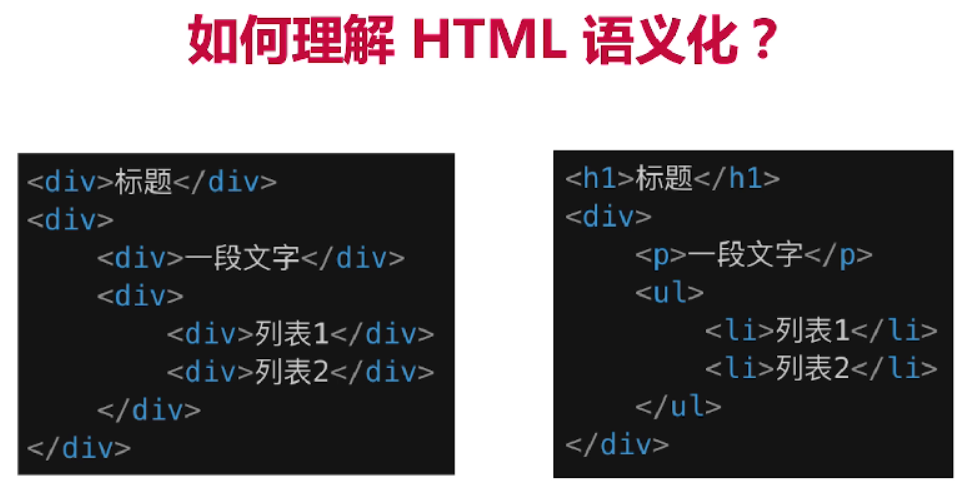 如何理解 HTML 语义化？
<div>标题</div>
<div>
    <div>一段文字</div>
    <div>
        <div>列表1</div>
        <div>列表2</div>
    </div>
</div>
<h1>标题</h1>
<div>
    <p>一段文字</p>
    <ul>
        <li>列表1</li>
        <li>列表2</li>
    </ul>
</div>